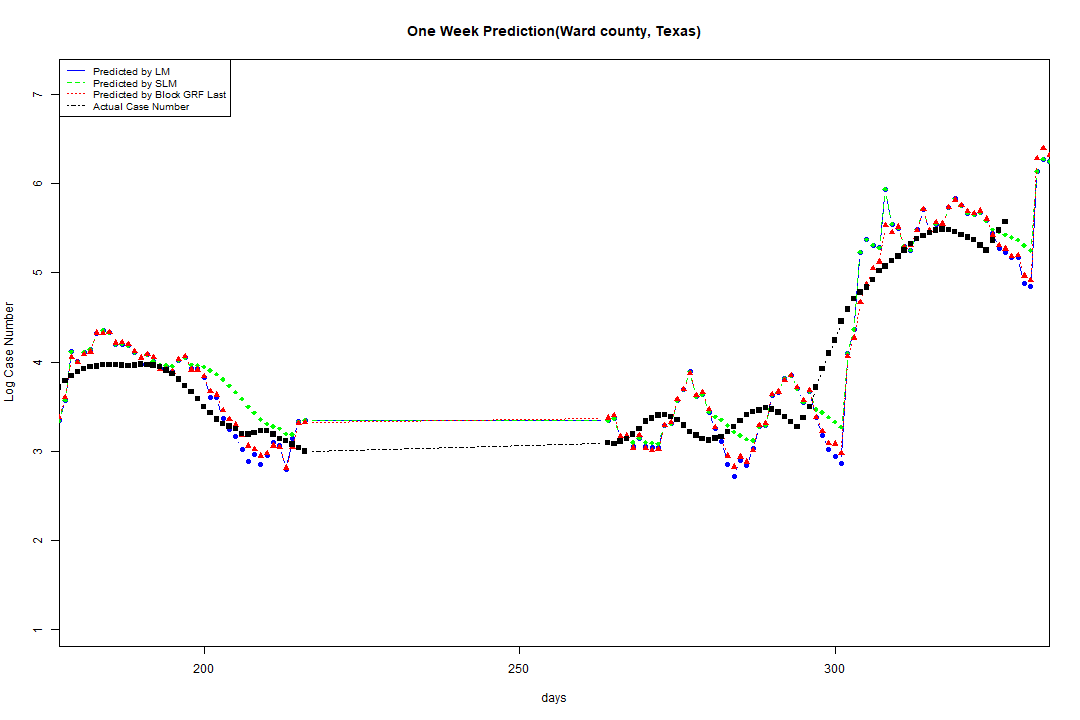 One Week Prediction(Ward county, Texas)
Predicted by LM
Predicted by SLM
Predicted by Block GRF Last
Actual Case Number
7
6
5
4
3
2
1
Log Case Number
200 250 300
days